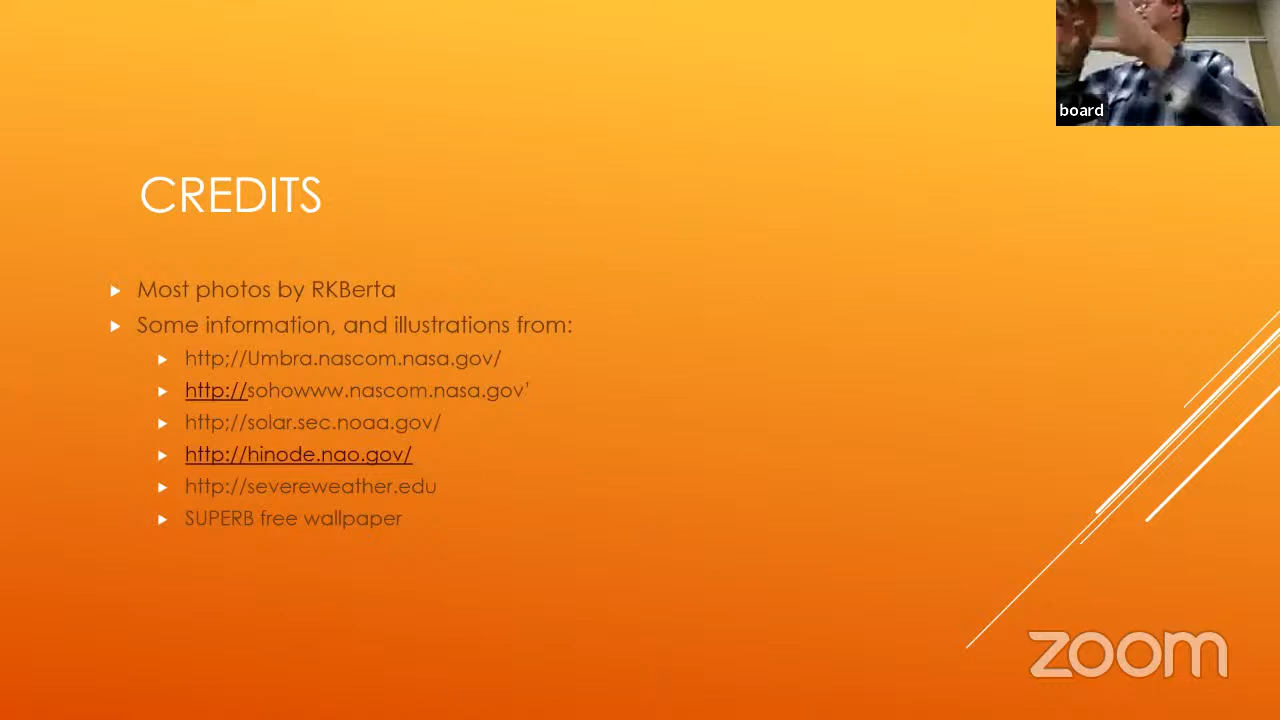 board
CREDITS
Most photos by RKBerta
Some information, and illustrations from:
http;//Umbra.nascom.nasa.gov/
http://sohowww.nascom.nasa.gov'
http;//solar.sec.noaa.gov/
http://hinode.nao.gov/
http://severeweather.edu
SUPERB free wallpaper
zoom